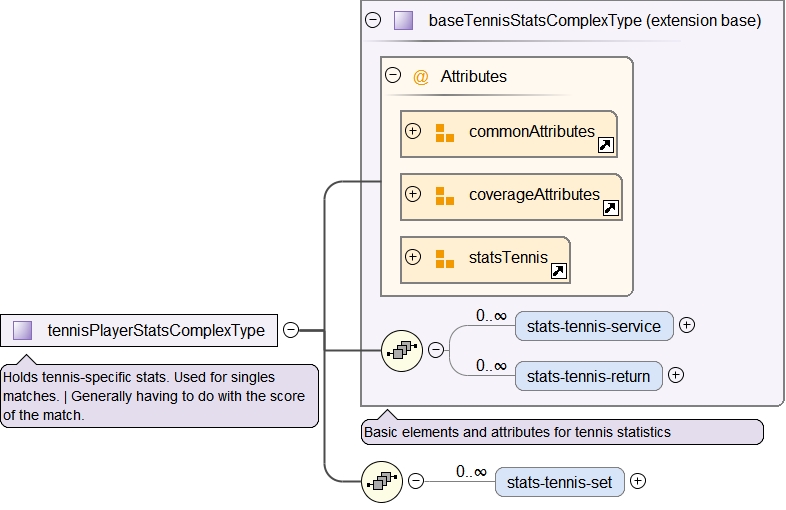 baseTennisStatsComplexType (extension base)
@ Attributes
commonAttributes
coverageAttributes
statsTennis
0..∞
stats-tennis-service
tennisPlayerStatsComplexType
0..∞
stats-tennis-return
Holds tennis-specific stats. Used for singles
matches. | Generally having to do with the score
of the match.
Basic elements and attributes for tennis statistics
0..∞
stats-tennis-set